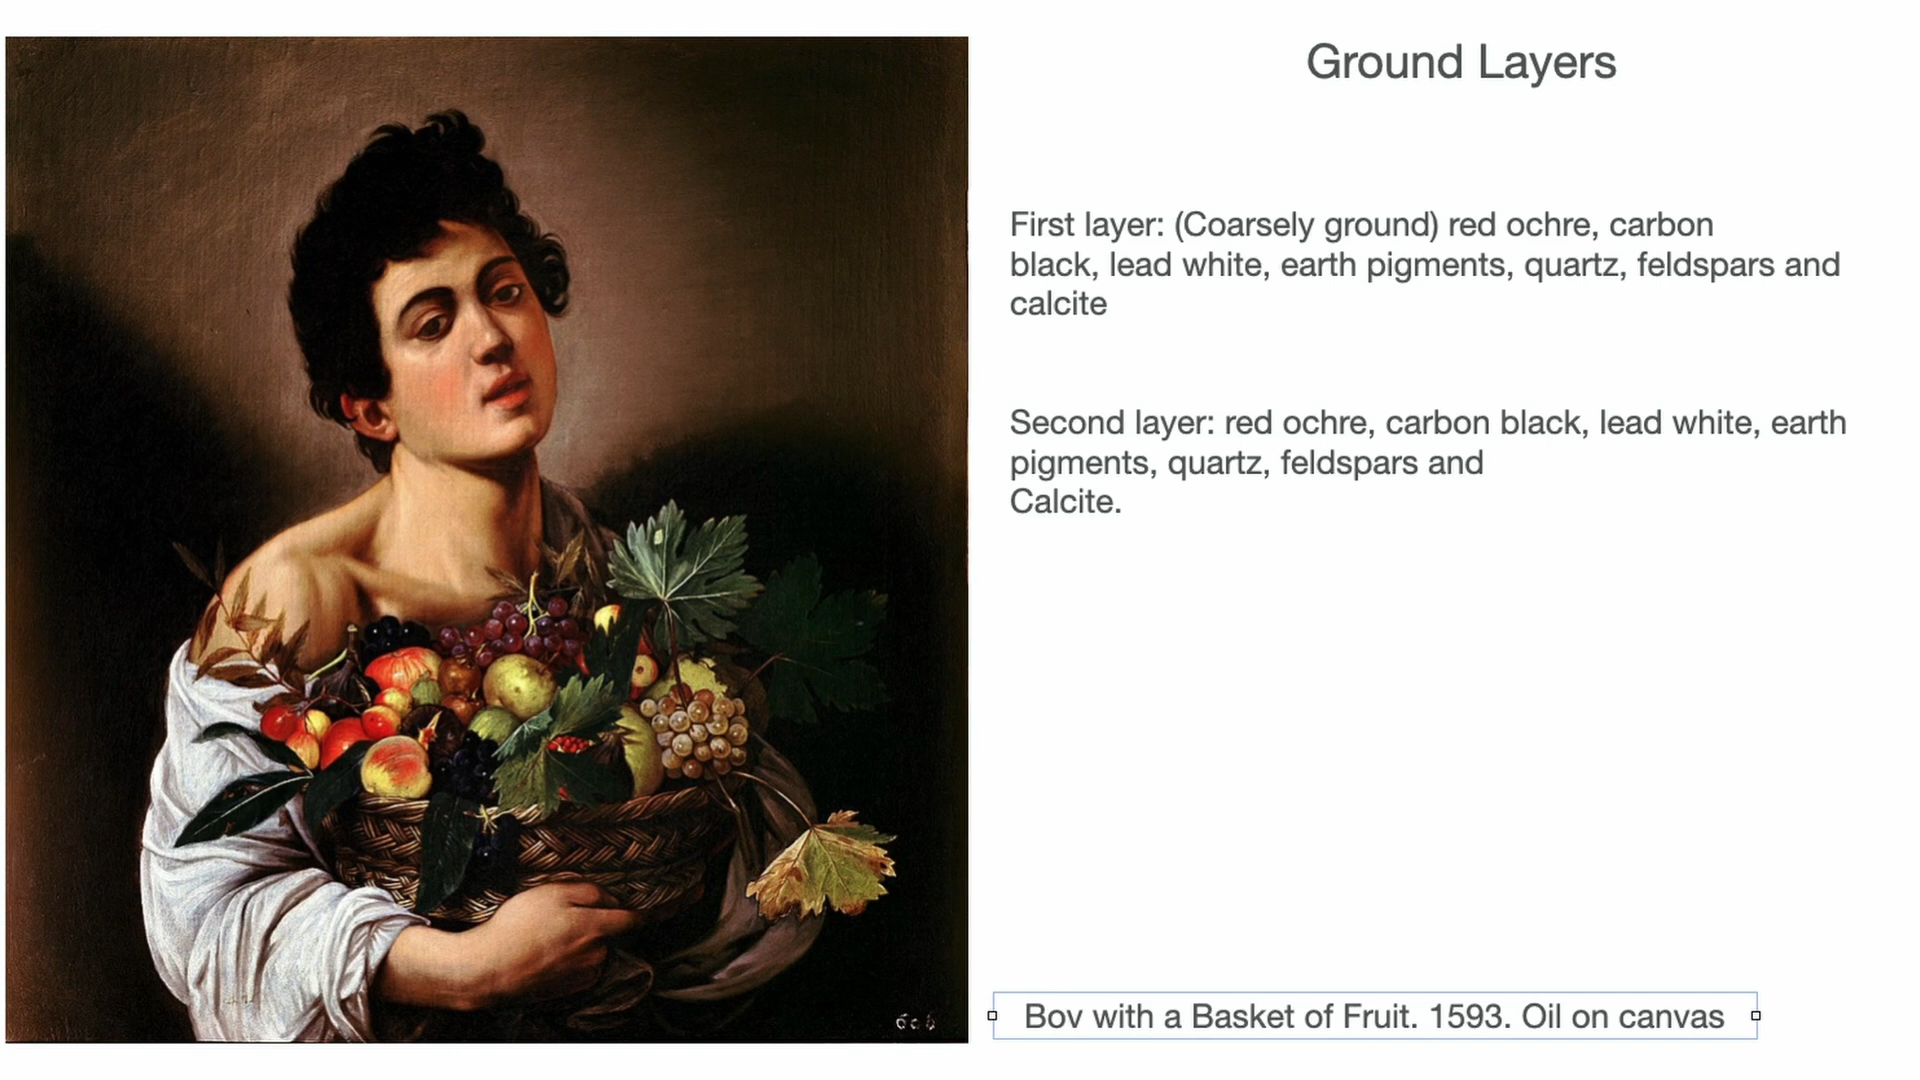 Ground Layers
First layer: (Coarsely ground) red ochre, carbon
black, lead white, earth pigments, quartz, feldspars and
calcite
Second layer: red ochre, carbon black, lead white, earth
pigments, quartz, feldspars and
Calcite.
Bov with a Basket of Fruit. 1593. Oil on canvas